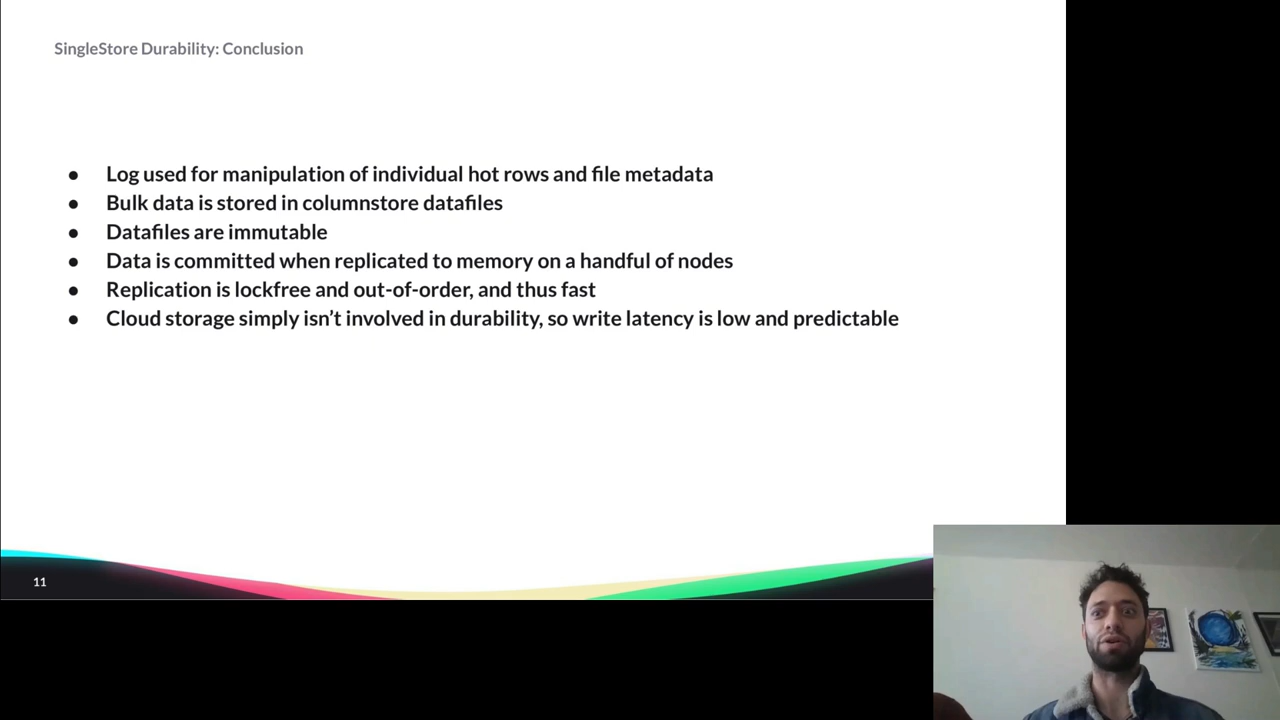 SingleStore Durability: Conclusion
● Log used for manipulation of individual hot rows and file metadata
● Bulk data is stored in columnstore datafiles
● Datafiles are immutable
● Data is committed when replicated to memory on a handful of nodes
● Replication is lockfree and out-of-order, and thus fast
● Cloud storage simply isn’t involved in durability, so write latency is low and predictable
11